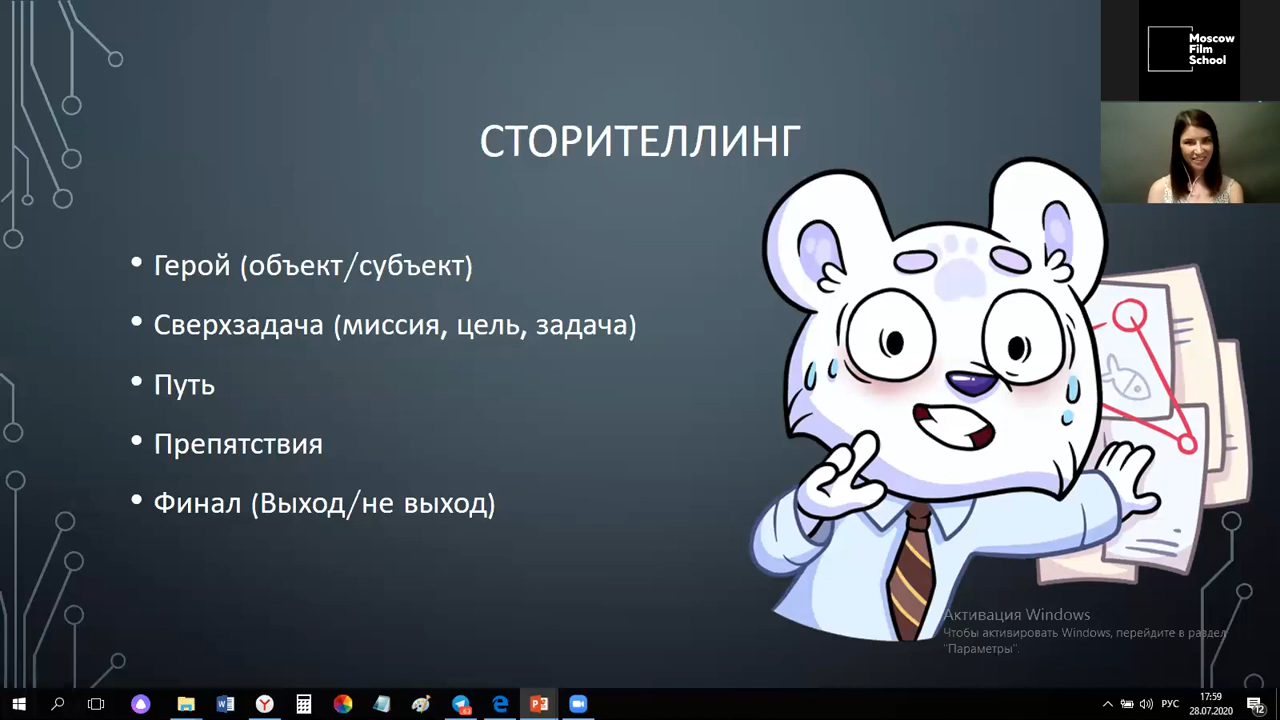 Moscow
Film
School
СТОРИТЕЛЛИНГ
• Герой (объект/субъект)
• Сверхзадача (миссия, цель, задача)
• Путь
• Препятствия
• Финал (Выход/не выход)
Активация Windows
Чтобы активировать Windows, перейдите в раздел
"Параметры".
РУС
17:59
28.07.2020
12